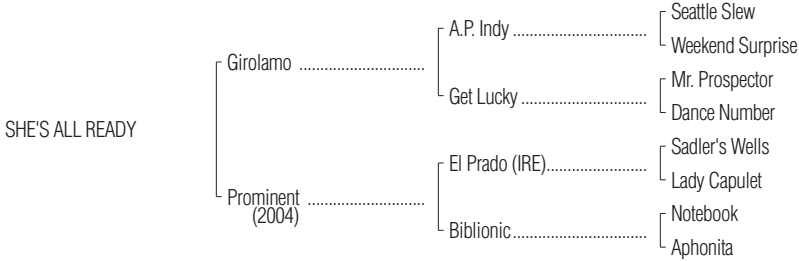 Seattle Slew
A.P. Indy ................................
Weekend Surprise
Girolamo ..............................
Mr. Prospector
Get Lucky ..............................
Dance Number
SHE'S ALL READY
Sadler's Wells
El Prado (IRE)........................
Lady Capulet
Prominent ............................
(2004)
Notebook
Biblionic................................
Aphonita